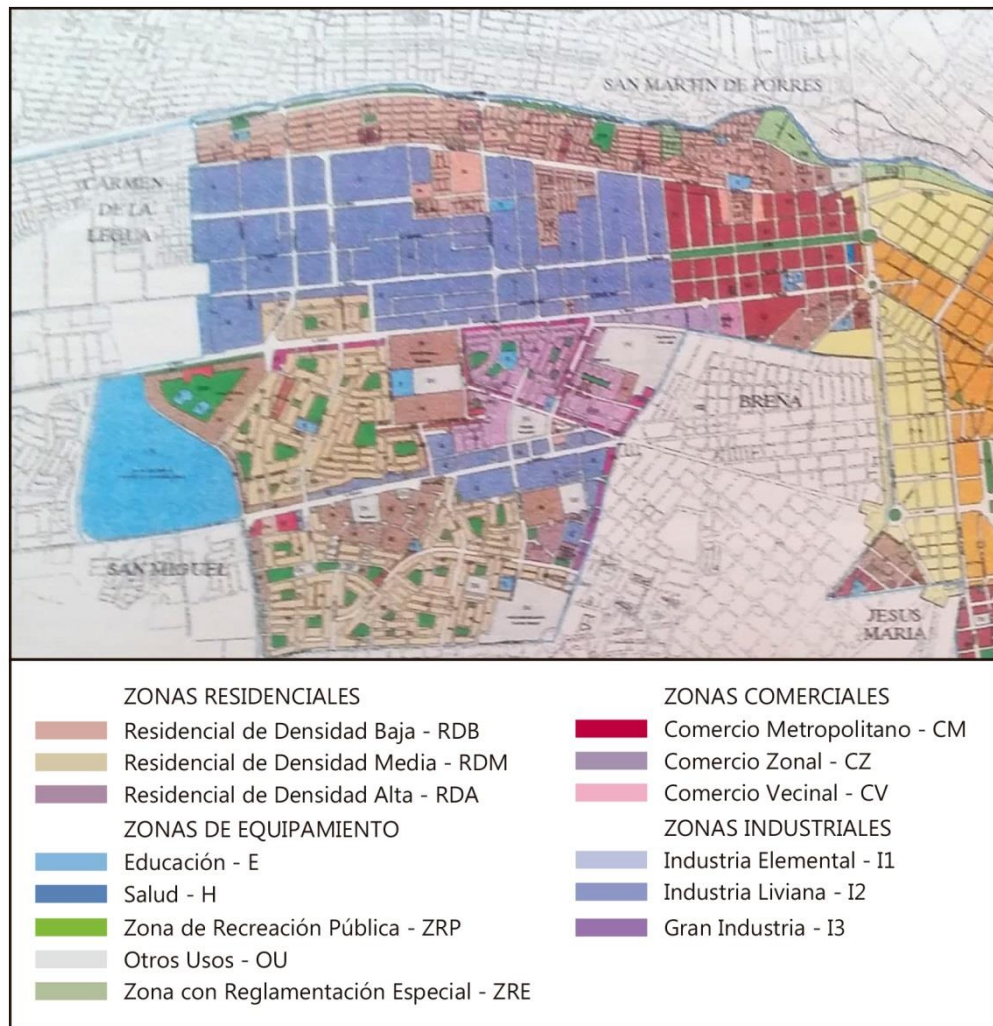 SAN MARTIN DE PORRES
CARMEN
DE LA
LEGUA
BREÑA
SAN MIGUEL
JESUS
MARIA
ZONAS RESIDENCIALES
Residencial de Densidad Baja - RDB
Residencial de Densidad Media - RDM
Residencial de Densidad Alta - RDA
ZONAS DE EQUIPAMIENTO
Educación - E
Salud - H
Zona de Recreación Pública - ZRP
Otros Usos - OU
Zona con Reglamentación Especial - ZRE
ZONAS COMERCIALES
Comercio Metropolitano - CM
Comercio Zonal - CZ
Comercio Vecinal - CV
ZONAS INDUSTRIALES
Industria Elemental - I1
Industria Liviana - I2
Gran Industria - I3